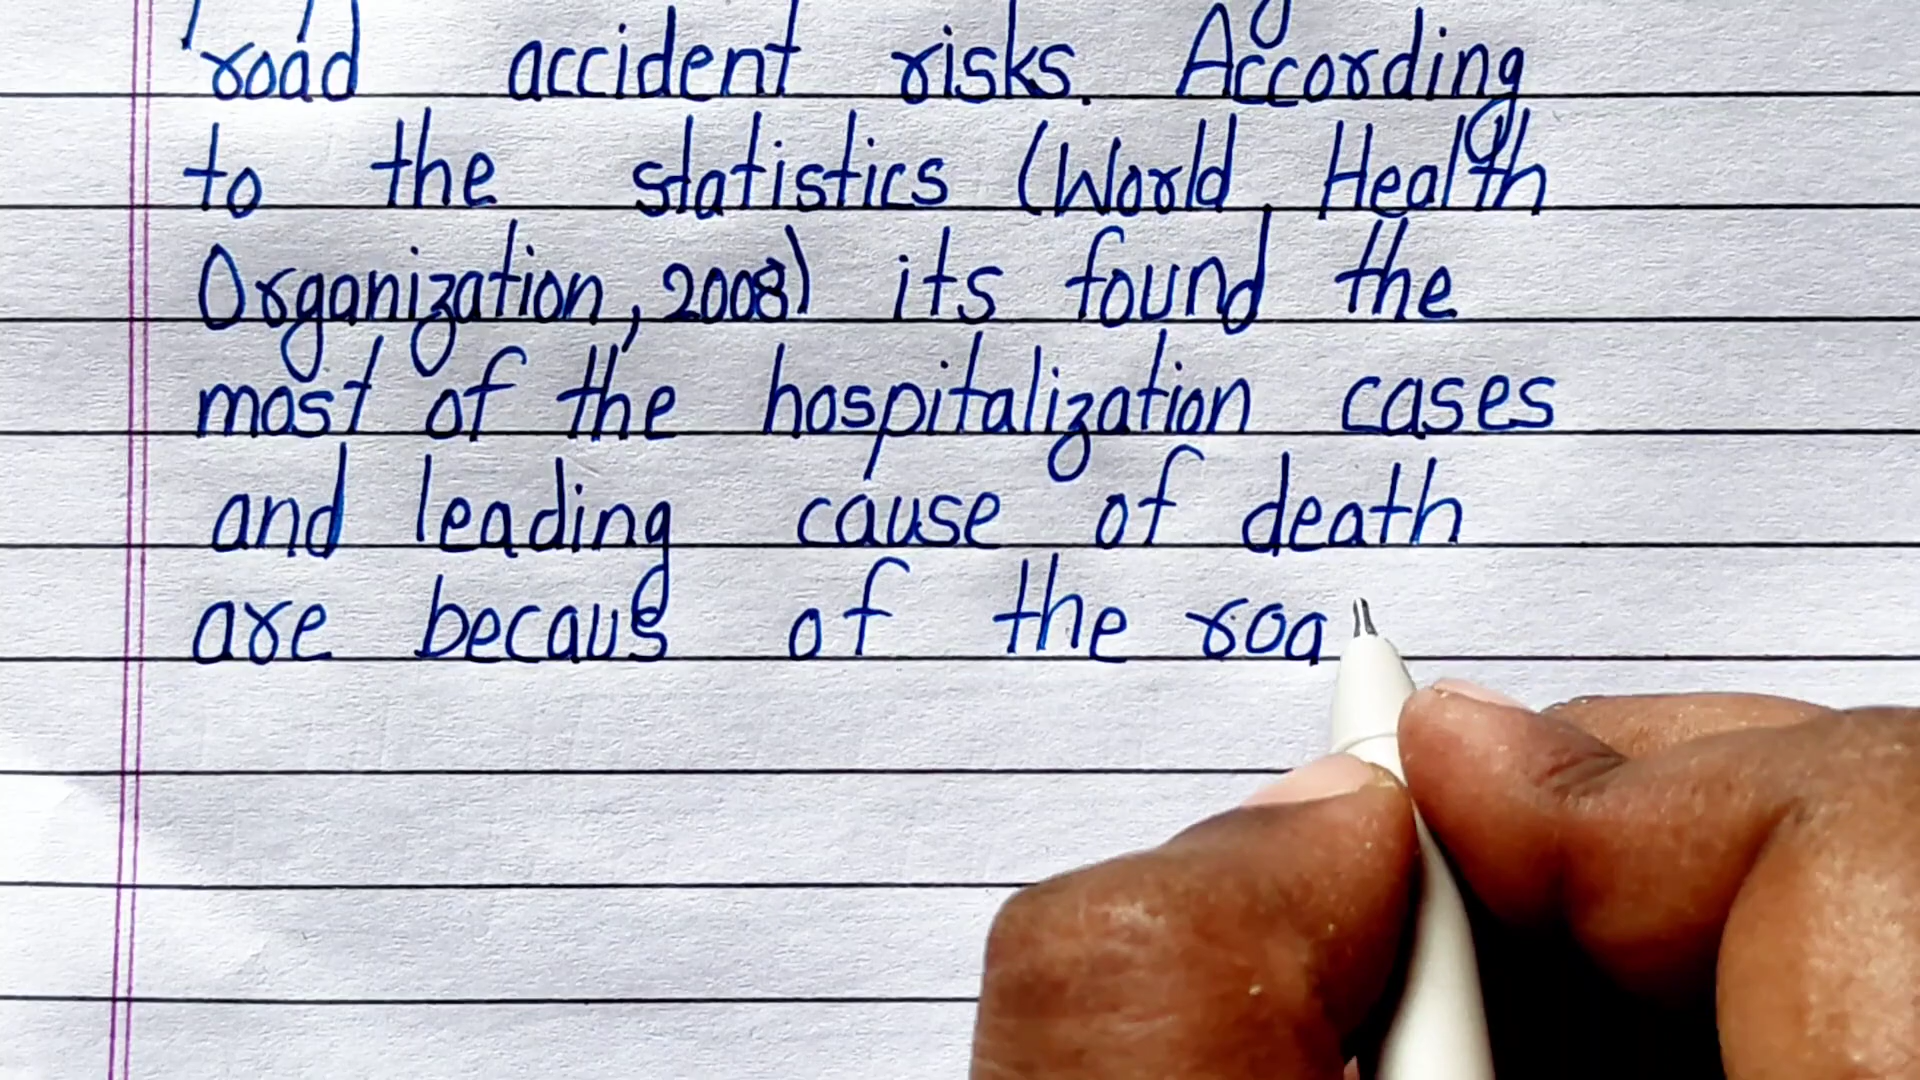 road accident risks. According
to the statistics (World, Health
Organization, 2008) its found the
most of the hospitalization cases
and leading cause of death
are becaus of the roa